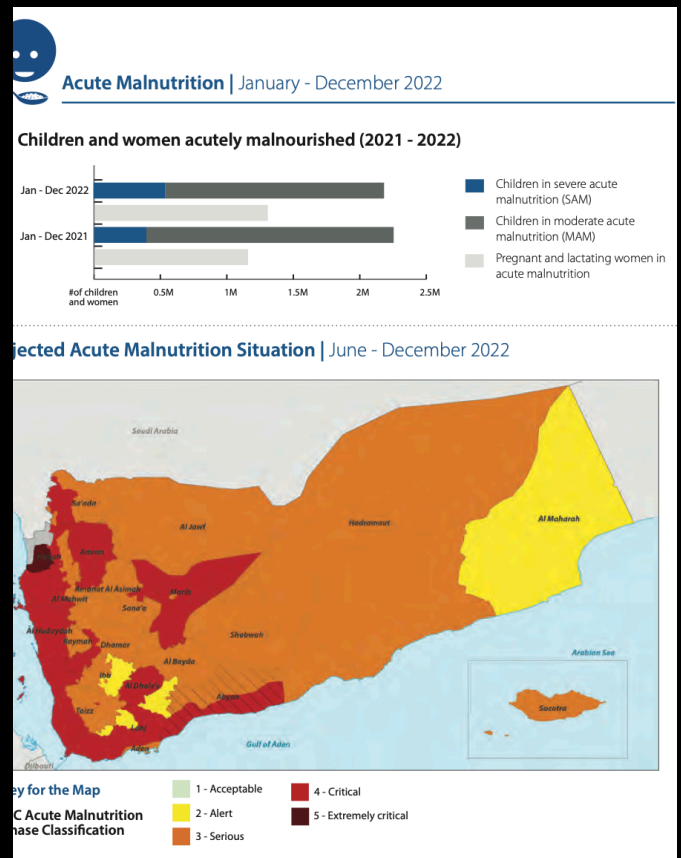 Acute Malnutrition | January - December 2022
Children and women acutely malnourished (2021 - 2022)
Jan - Dec 2022
Jan - Dec 2021
#of children
and women
0.5M
1M
1.5M
2M
2.5M
Children in severe acute
malnutrition (SAM)
Children in moderate acute
malnutrition (MAM)
Pregnant and lactating women in
acute malnutrition
jected Acute Malnutrition Situation | June - December 2022
Saudi Arabia
Sa'ada
Al Jawf
Hadramaut
Al Maharah
Amran
Amanat Al Asimah
Marib
Al Mahwit
Sana'a
Al Hudaydah
Raymah
Dhamar
Shabwah
Al Bayda
Arabian Sea
Ibb
Al Dhale'e
Abyan
Socotra
Taizz
Lahj
Aden
Gulf of Aden
Djibouti
ey for the Map
C Acute Malnutrition
hase Classification
1 - Acceptable
2 - Alert
3 - Serious
4 - Critical
5 - Extremely critical